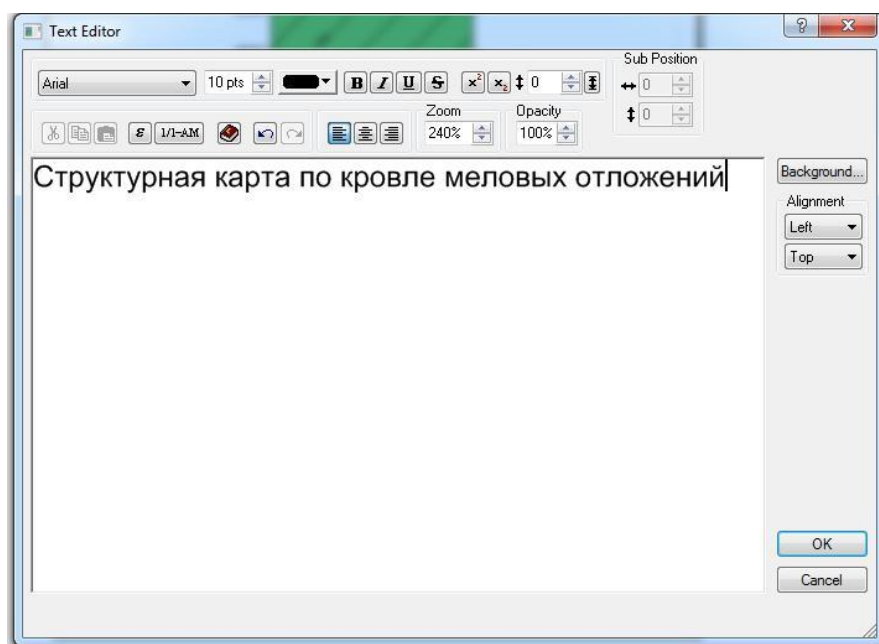 Text Editor
Sub Position
Arial 10 pts B I U S x² x₂ 0 0
Zoom Opacity 0
ε 1/1-AM 240% 100%
Структурная карта по кровле меловых отложений
Background...
Alignment
Left
Top
OK
Cancel